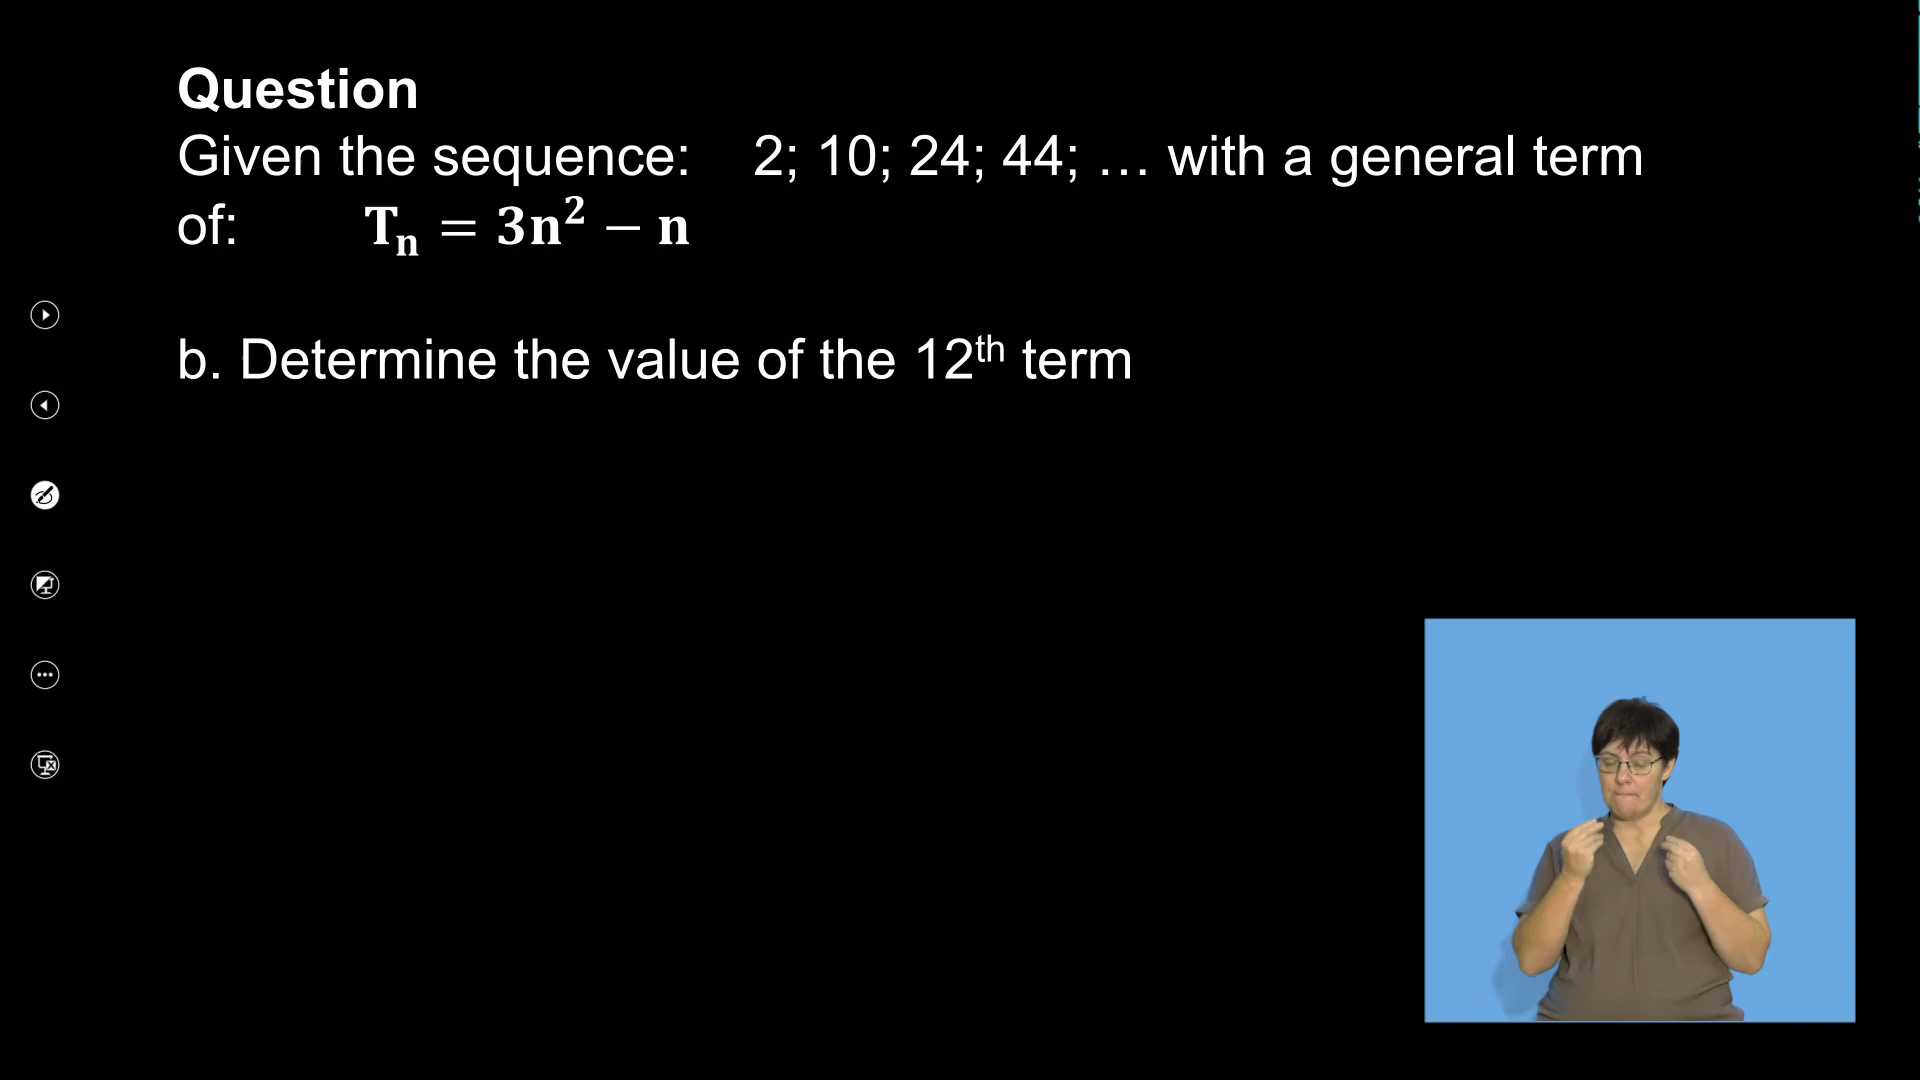 Question
Given the sequence: 2; 10; 24; 44; … with a general term
of: Tₙ = 3n² − n
b. Determine the value of the 12ᵗʰ term